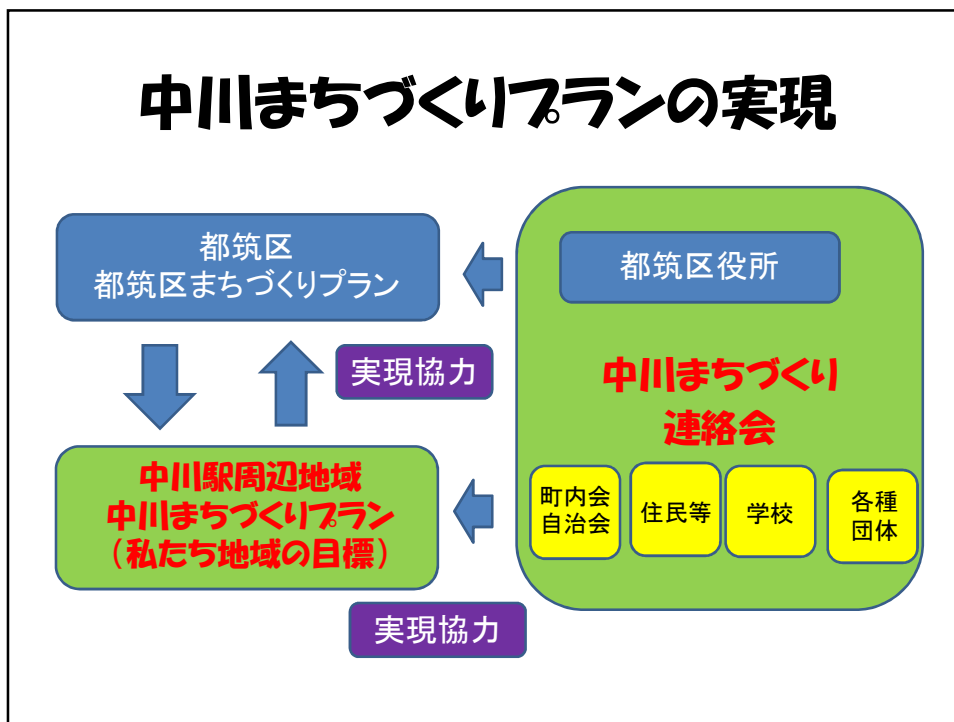 中川まちづくりプランの実現
都筑区
都筑区まちづくりプラン
都筑区役所
実現協力
中川まちづくり
連絡会
中川駅周辺地域
中川まちづくりプラン
（私たち地域の目標）
町内会
自治会
住民等
学校
各種
団体
実現協力